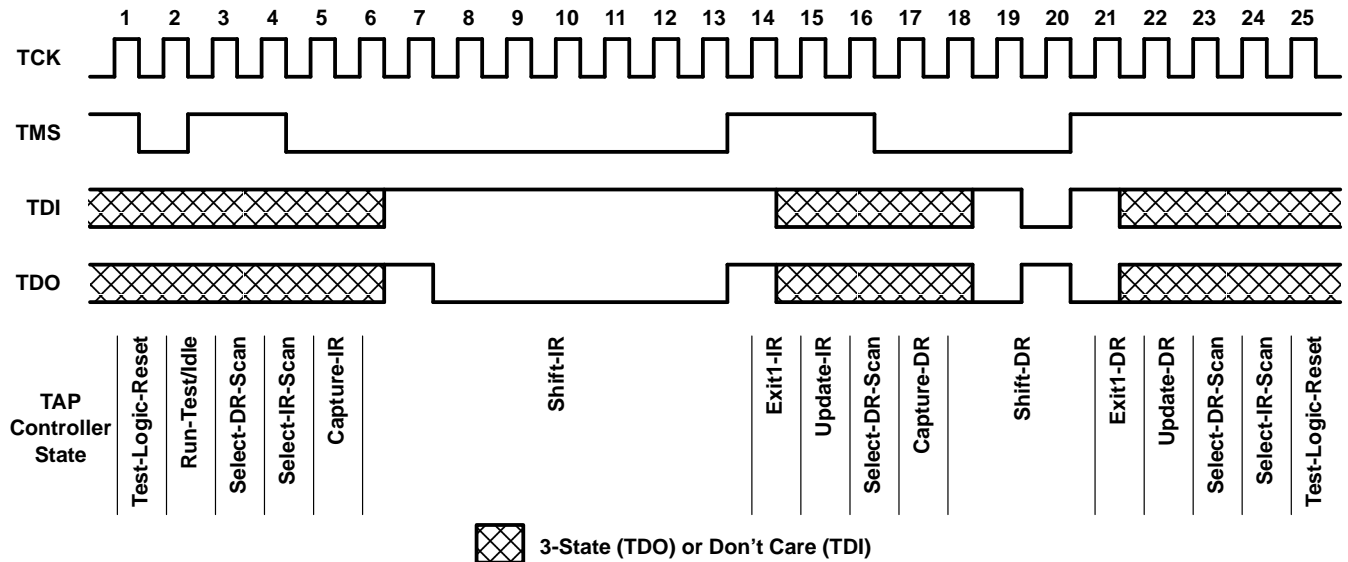 1 2 3 4 5 6 7 8 9 10 11 12 13 14 15 16 17 18 19 20 21 22 23 24 25
TCK
TMS
TDI
TDO
TAP
Controller
State
Test-Logic-Reset
Run-Test/Idle
Select-DR-Scan
Select-IR-Scan
Capture-IR
Shift-IR
Exit1-IR
Update-IR
Select-DR-Scan
Capture-DR
Shift-DR
Exit1-DR
Update-DR
Select-DR-Scan
Select-IR-Scan
Test-Logic-Reset
3-State (TDO) or Don't Care (TDI)